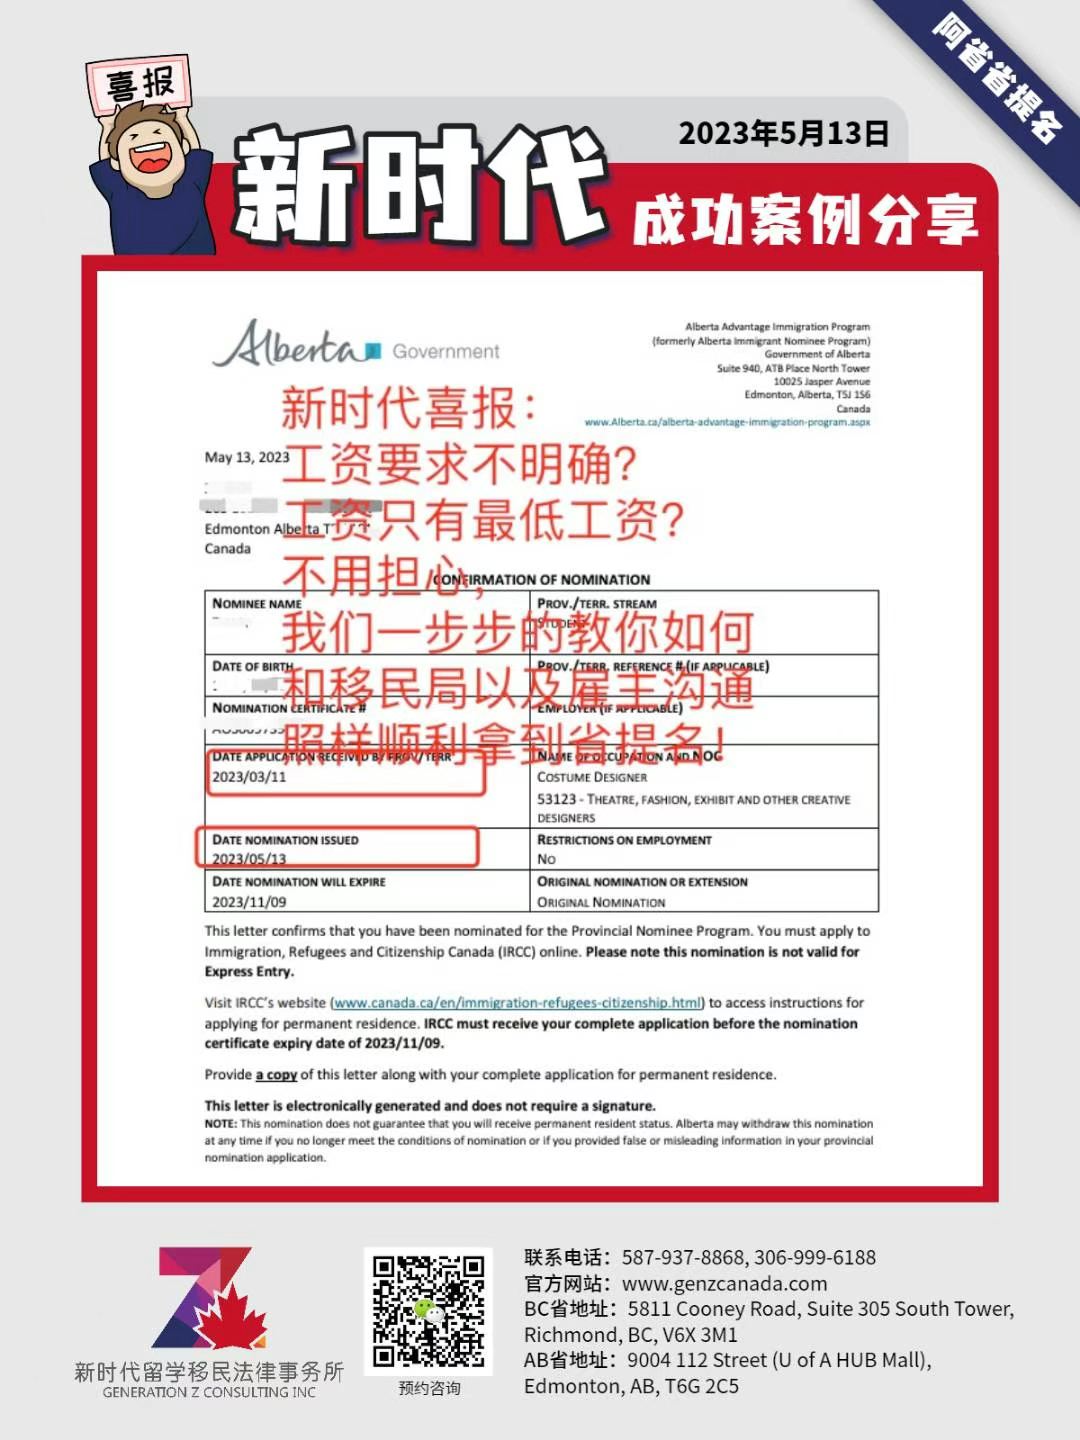 阿省省提名
喜报
2023年5月13日
新时代
成功案例分享
Alberta Government
Alberta Advantage Immigration Program
(formerly Alberta Immigrant Nominee Program)
Government of Alberta
Suite 940, ATB Place North Tower
10025 Jasper Avenue
Edmonton, Alberta, T5J 1S6
Canada
www.Alberta.ca/alberta-advantage-immigration-program.aspx
新时代喜报：
工资要求不明确？
工资只有最低工资？
不用担心，
我们一步步的教你如何
和移民局以及雇主沟通
照样顺利拿到省提名！
May 13, 2023
Edmonton Alberta
Canada
CONFIRMATION OF NOMINATION
NOMINEE NAME
PROV./TERR. STREAM
STUDENT
DATE OF BIRTH
PROV./TERR. REFERENCE # (IF APPLICABLE)
NOMINATION CERTIFICATE #
EMPLOYER (IF APPLICABLE)
DATE APPLICATION RECEIVED BY PROV/TERR
2023/03/11
NAME OF OCCUPATION AND NOC
COSTUME DESIGNER
53123 - THEATRE, FASHION, EXHIBIT AND OTHER CREATIVE
DESIGNERS
DATE NOMINATION ISSUED
2023/05/13
RESTRICTIONS ON EMPLOYMENT
NO
DATE NOMINATION WILL EXPIRE
2023/11/09
ORIGINAL NOMINATION OR EXTENSION
ORIGINAL NOMINATION
This letter confirms that you have been nominated for the Provincial Nominee Program. You must apply to
Immigration, Refugees and Citizenship Canada (IRCC) online. Please note this nomination is not valid for
Express Entry.
Visit IRCC's website (www.canada.ca/en/immigration-refugees-citizenship.html) to access instructions for
applying for permanent residence. IRCC must receive your complete application before the nomination
certificate expiry date of 2023/11/09.
Provide a copy of this letter along with your complete application for permanent residence.
This letter is electronically generated and does not require a signature.
NOTE: This nomination does not guarantee that you will receive permanent resident status. Alberta may withdraw this nomination
at any time if you no longer meet the conditions of nomination or if you provided false or misleading information in your provincial
nomination application.
新时代留学移民法律事务所
GENERATION Z CONSULTING INC
预约咨询
联系电话：587-937-8868, 306-999-6188
官方网站：www.genzcanada.com
BC省地址：5811 Cooney Road, Suite 305 South Tower,
Richmond, BC, V6X 3M1
AB省地址：9004 112 Street (U of A HUB Mall),
Edmonton, AB, T6G 2C5